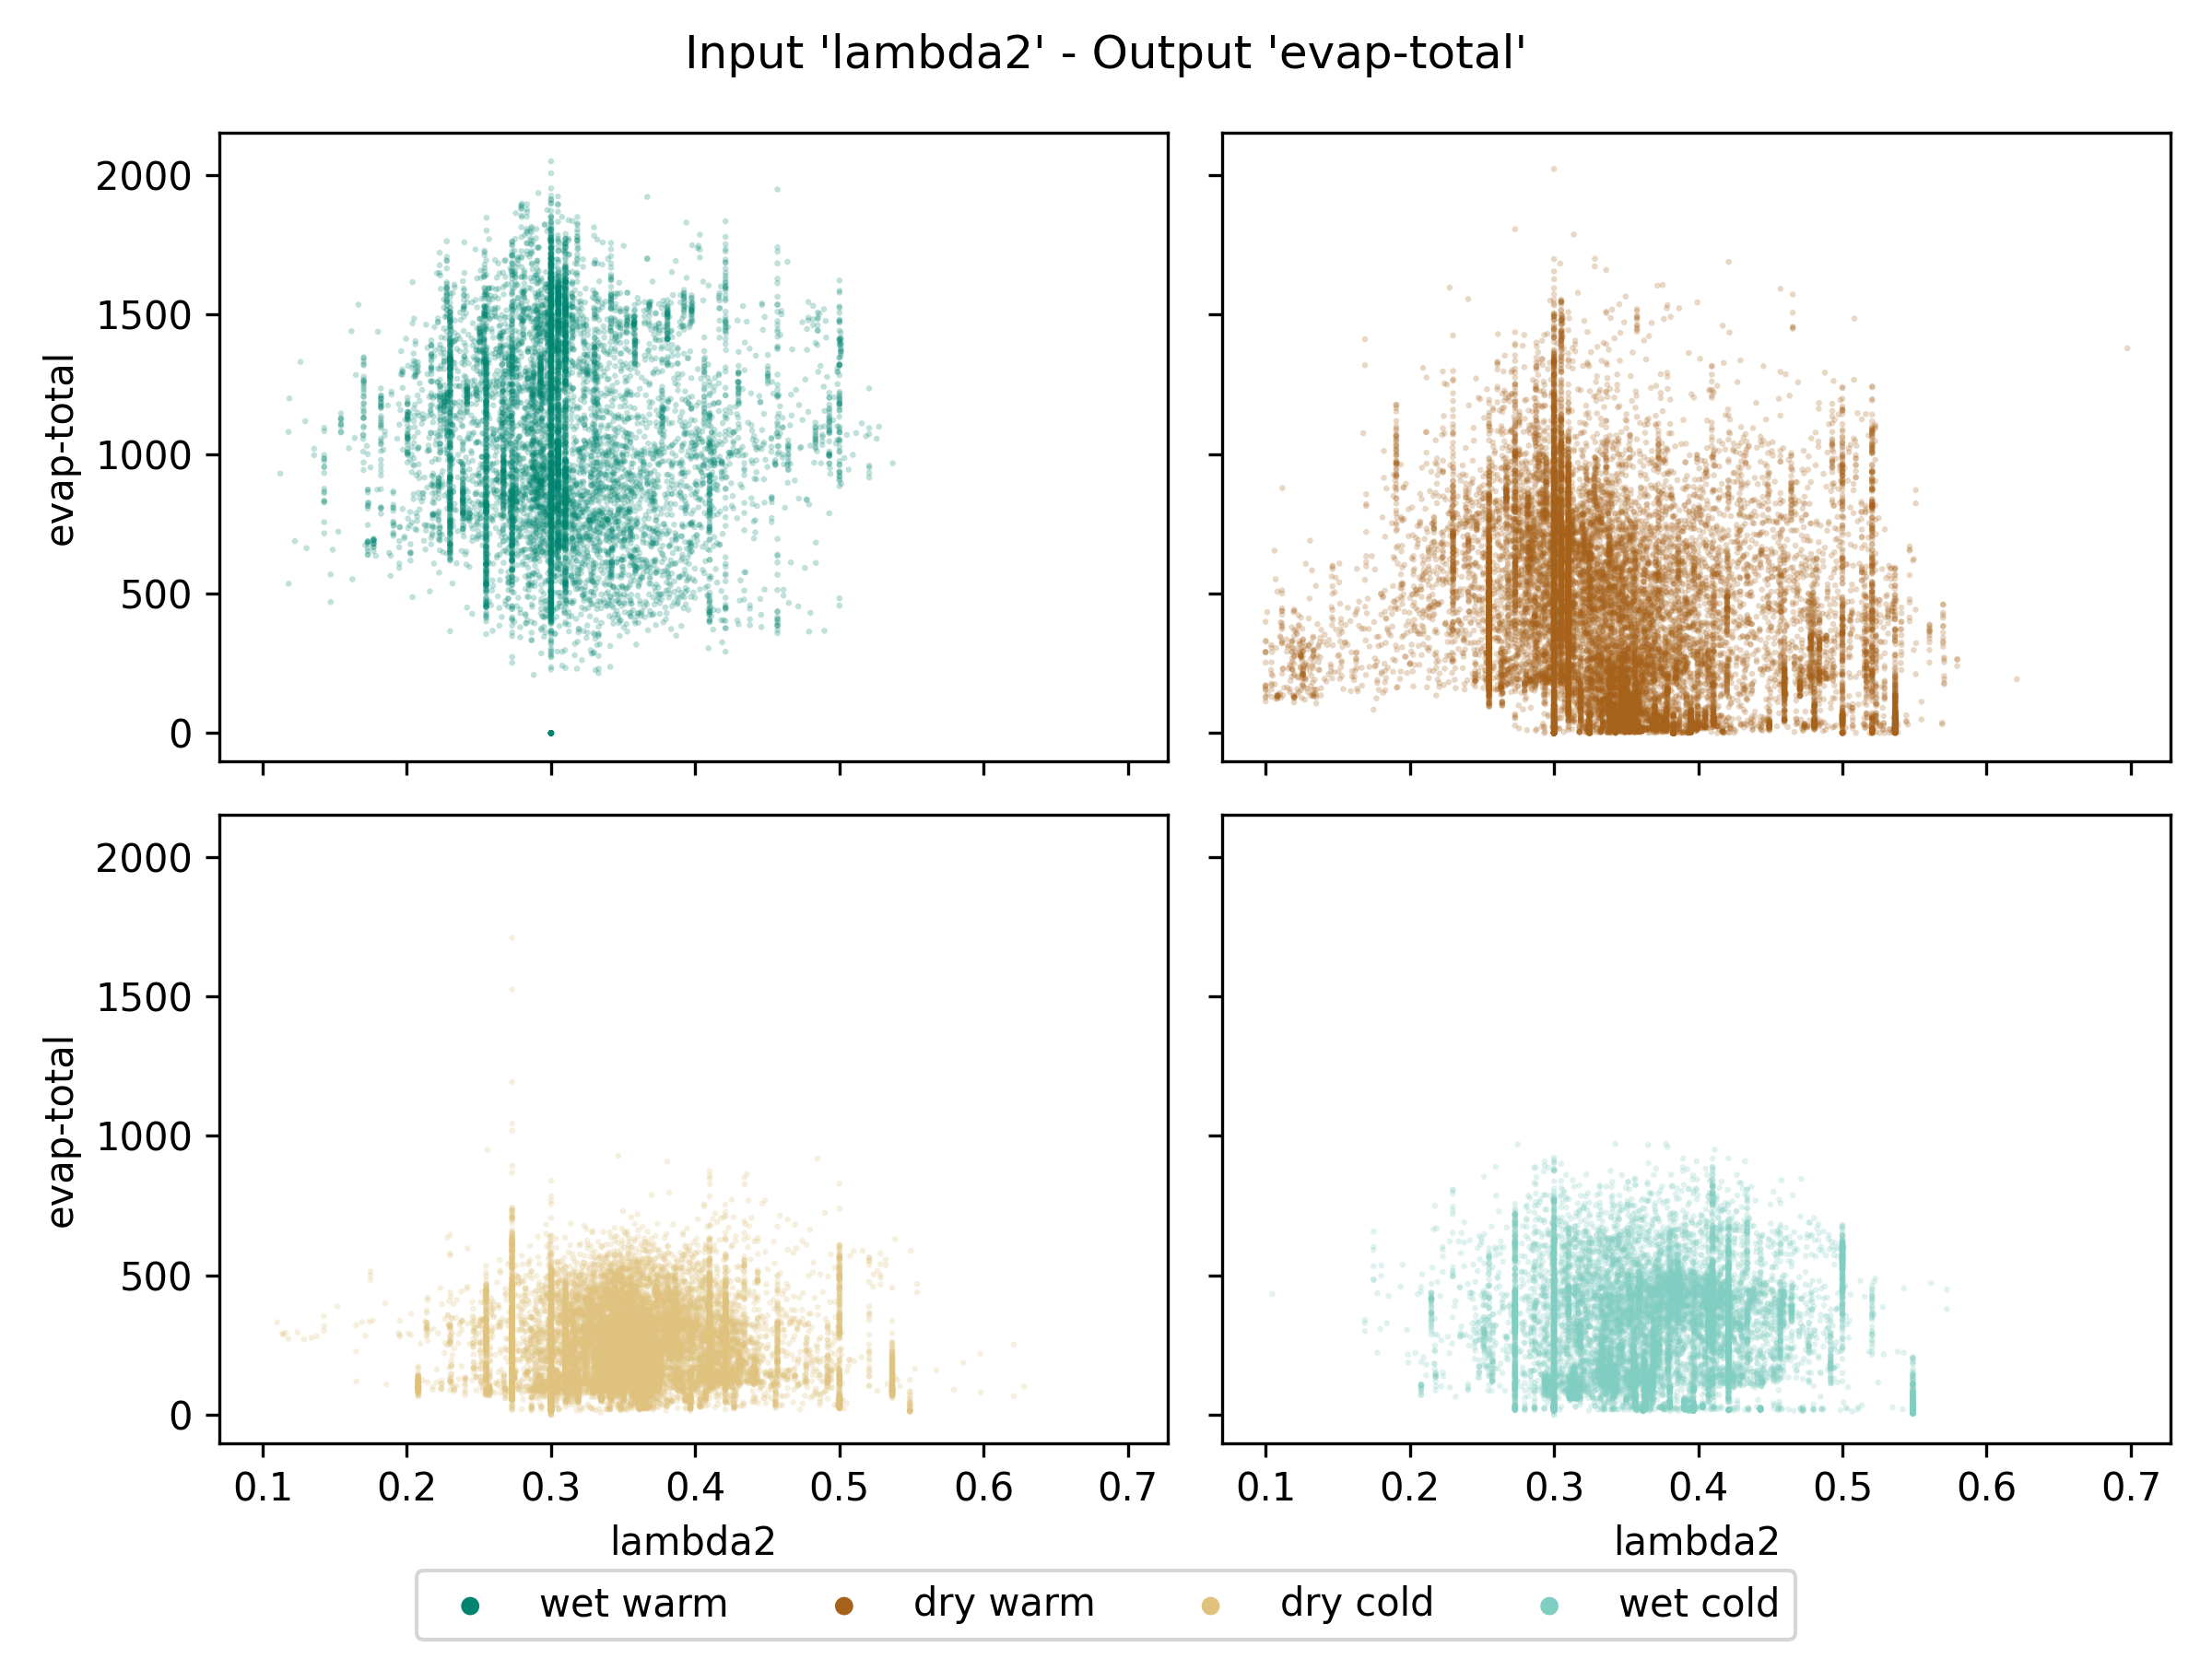 Input 'lambda2' - Output 'evap-total'
2000
1500
1000
500
0
evap-total
2000
1500
1000
500
0
evap-total
0.1 0.2 0.3 0.4 0.5 0.6 0.7
0.1 0.2 0.3 0.4 0.5 0.6 0.7
lambda2
lambda2
wet warm dry warm dry cold wet cold